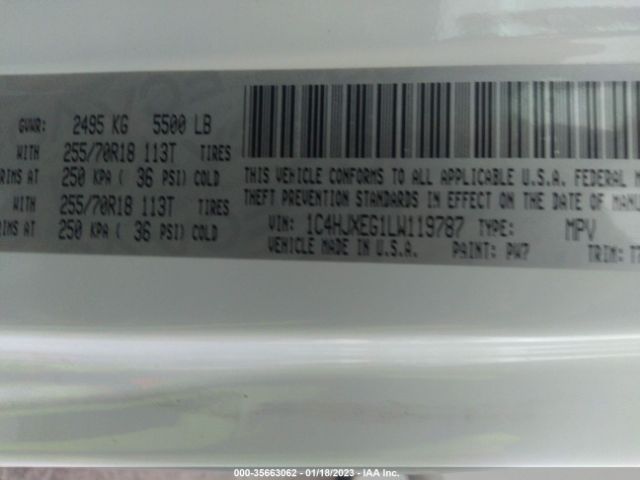 GVWR: 2495 KG 5500 LB
WITH 255/70R18 113T TIRES
RIMS AT 250 KPA ( 36 PSI) COLD
WITH 255/70R18 113T TIRES
RIMS AT 250 KPA ( 36 PSI) COLD
THIS VEHICLE CONFORMS TO ALL APPLICABLE U.S.A. FEDERAL M
THEFT PREVENTION STANDARDS IN EFFECT ON THE DATE OF MANU
VIN: 1C4HJXEG1LW119787 TYPE: MPV
VEHICLE MADE IN U.S.A. PAINT: PW7 TRIM:
000-35663062 - 01/18/2023 - IAA Inc.